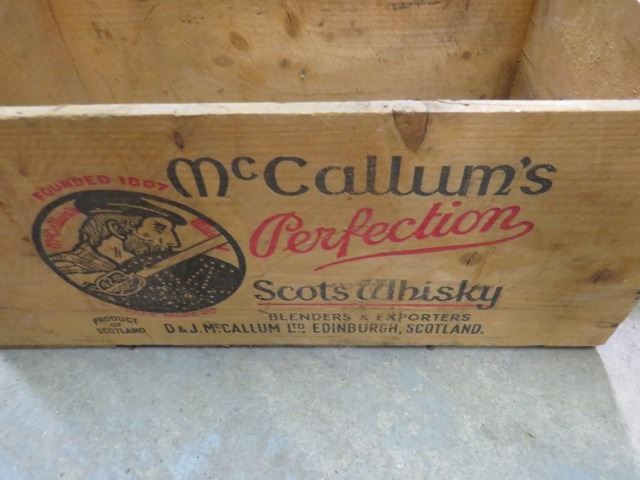 FOUNDED 1807
McCallum's
Perfection
Scots Whisky
PRODUCT
OF
SCOTLAND
BLENDERS & EXPORTERS
D & J. McCALLUM LTD, EDINBURGH, SCOTLAND.